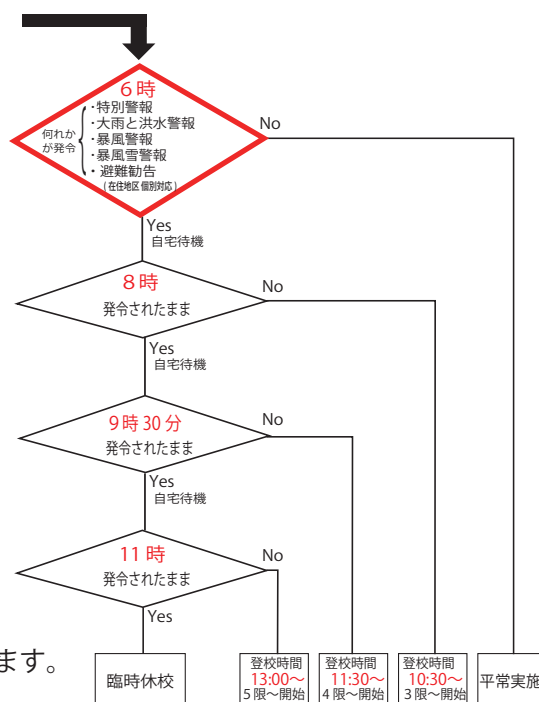 6時
何れか
が発令
・特別警報
・大雨と洪水警報
・暴風警報
・暴風雪警報
・避難勧告
(在住地区個別対応)
No
Yes
自宅待機
8時
発令されたまま
No
Yes
自宅待機
9時30分
発令されたまま
No
Yes
自宅待機
11時
発令されたまま
No
Yes
ます。
臨時休校
登校時間
13:00〜
5限〜開始
登校時間
11:30〜
4限〜開始
登校時間
10:30〜
3限〜開始
平常実施